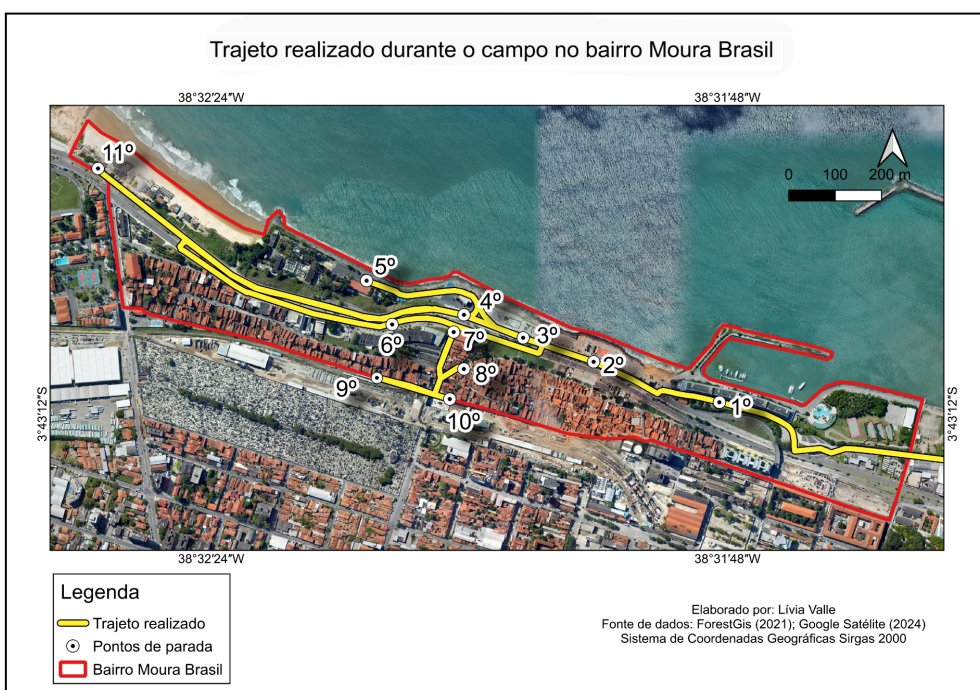 Trajeto realizado durante o campo no bairro Moura Brasil
38°32′24″W
38°31′48″W
11º
0 100 200 m
5º
4º
3º
6º
7º
2º
8º
9º
10º
1º
3°43′12″S
3°43′12″S
38°32′24″W
38°31′48″W
Legenda
Trajeto realizado
Pontos de parada
Bairro Moura Brasil
Elaborado por: Lívia Valle
Fonte de dados: ForestGis (2021); Google Satélite (2024)
Sistema de Coordenadas Geográficas Sirgas 2000